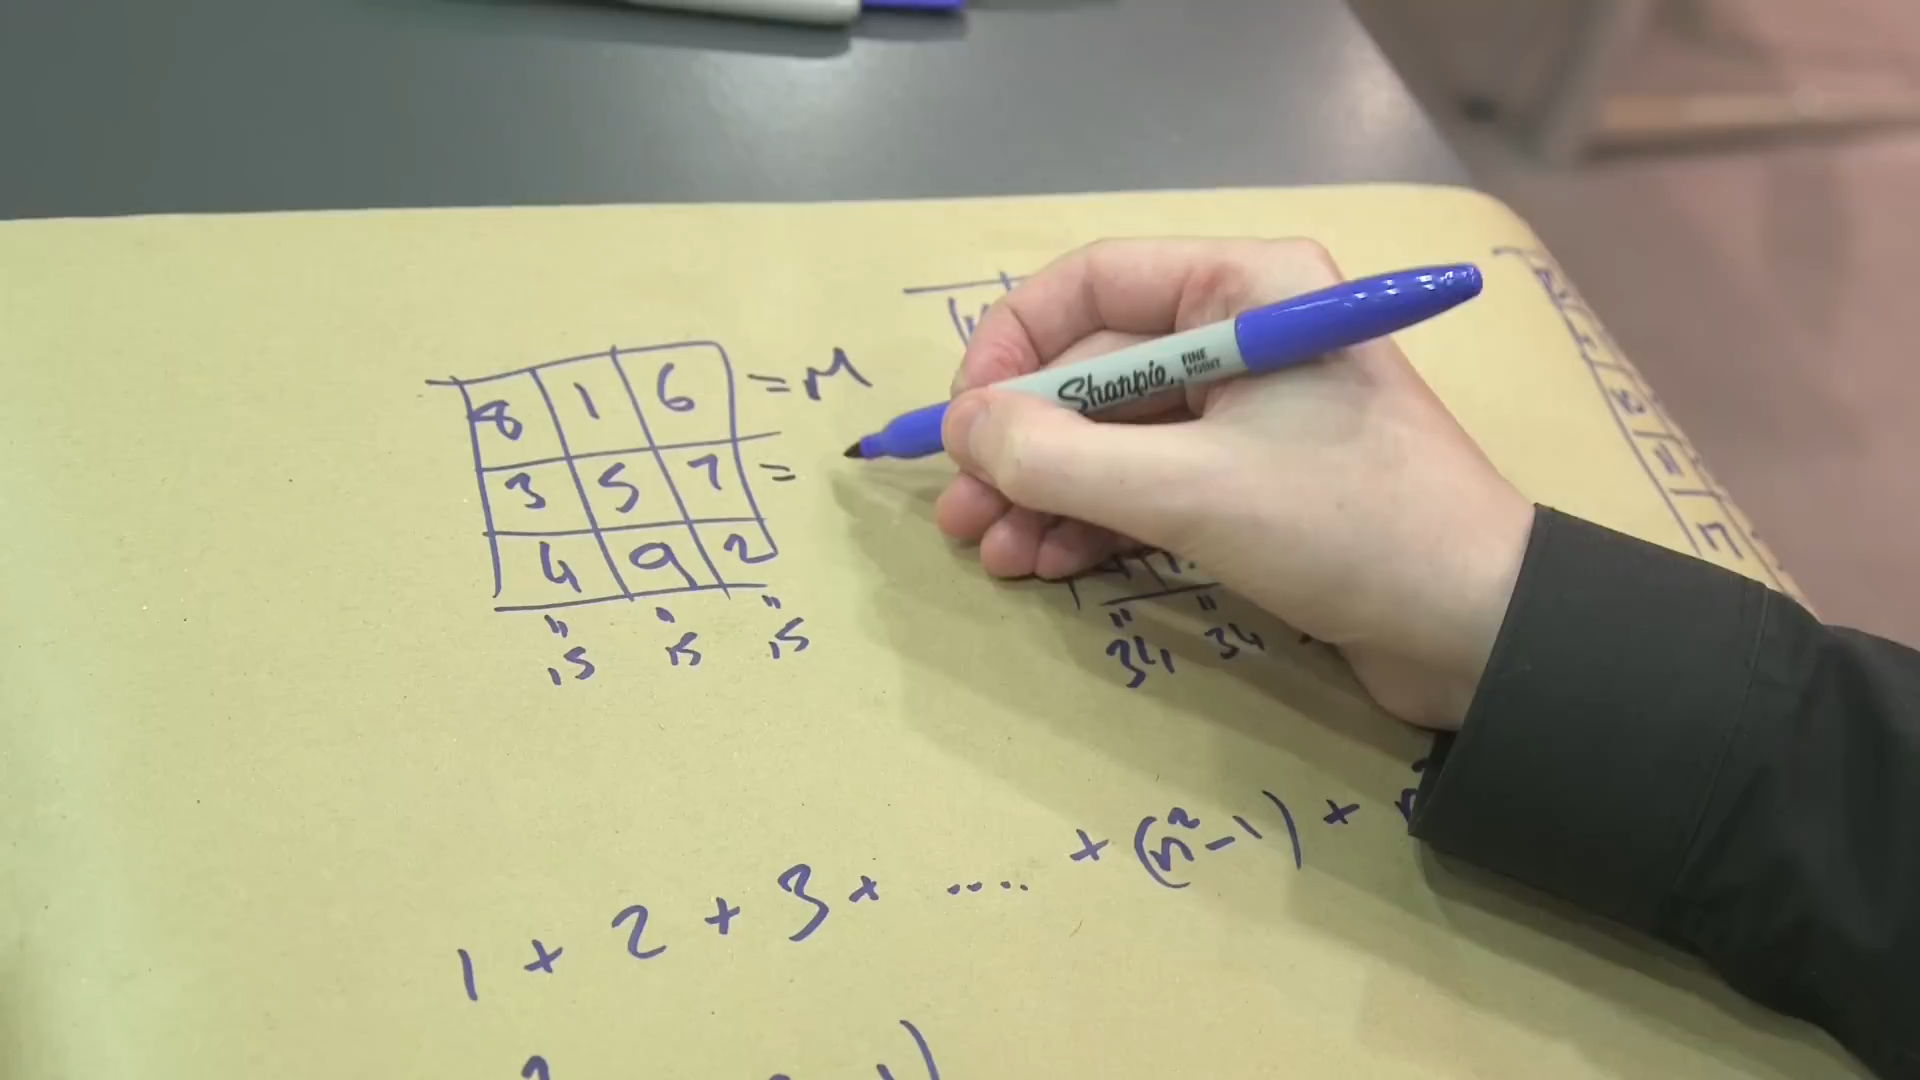 8 1 6 = M
3 5 7 =
4 9 2
" " "
15 15 15
Sharpie.
FINE
POINT
" "
34 34
1 + 2 + 3 + .... + (n²-1) +